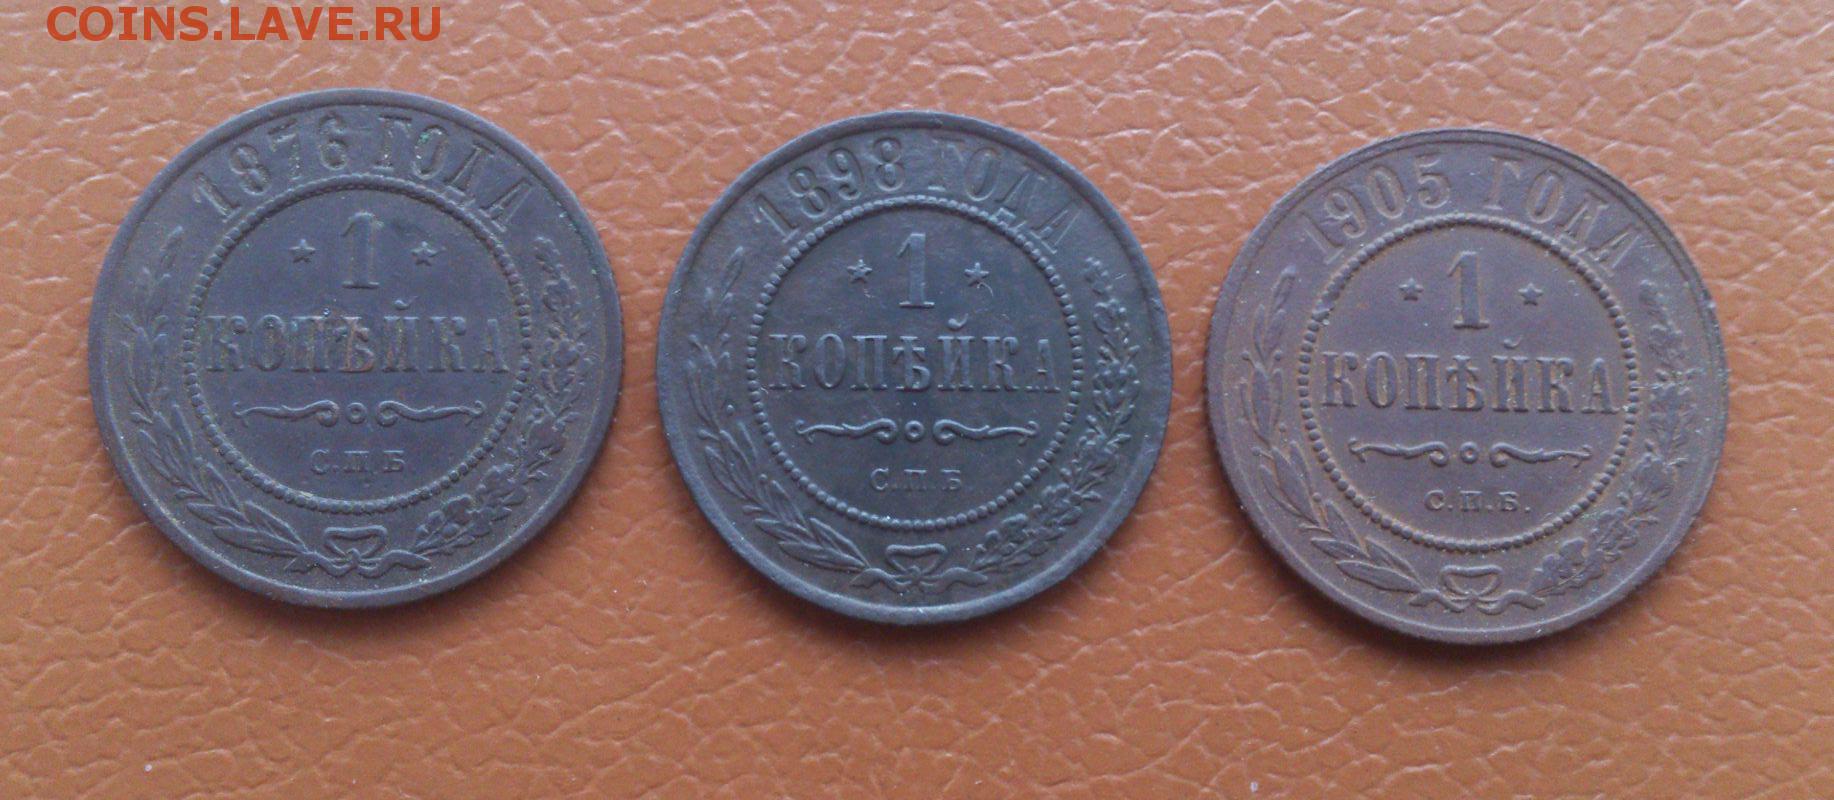 COINS.LAVE.RU
1876 ГОДА
1
КОПѢЙКА
С.П.Б.
1898 ГОДА
1
КОПѢЙКА
С.П.Б
1905 ГОДА
1
КОПѢЙКА
С.П.Б.